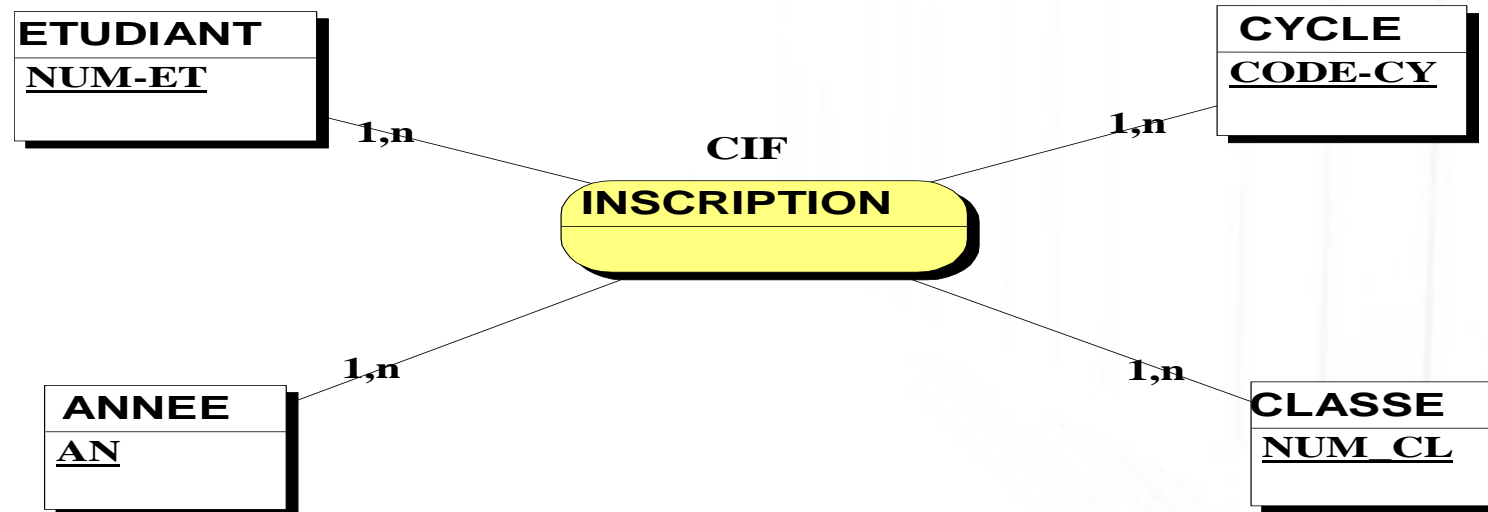 ETUDIANT
NUM-ET
CYCLE
CODE-CY
1,n
1,n
CIF
INSCRIPTION
1,n
1,n
ANNEE
AN
CLASSE
NUM_CL